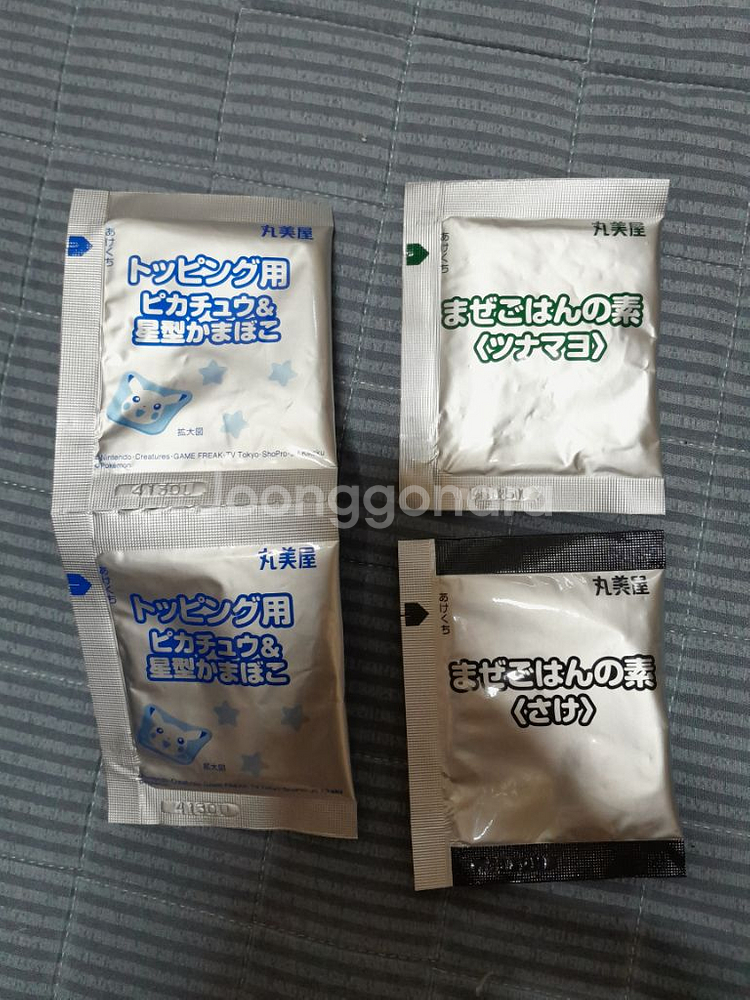 丸美屋
あけくち
トッピング用
ピカチュウ&
星型かまぼこ
拡大図
©Nintendo・Creatures・GAME FREAK・TV Tokyo・ShoPro・
©Pokémon
4130U
丸美屋
あけくち
まぜごはんの素
〈ツナマヨ〉
joonggonara
丸美屋
あけくち
トッピング用
ピカチュウ&
星型かまぼこ
拡大図
4130U
丸美屋
あけくち
まぜごはんの素
〈さけ〉